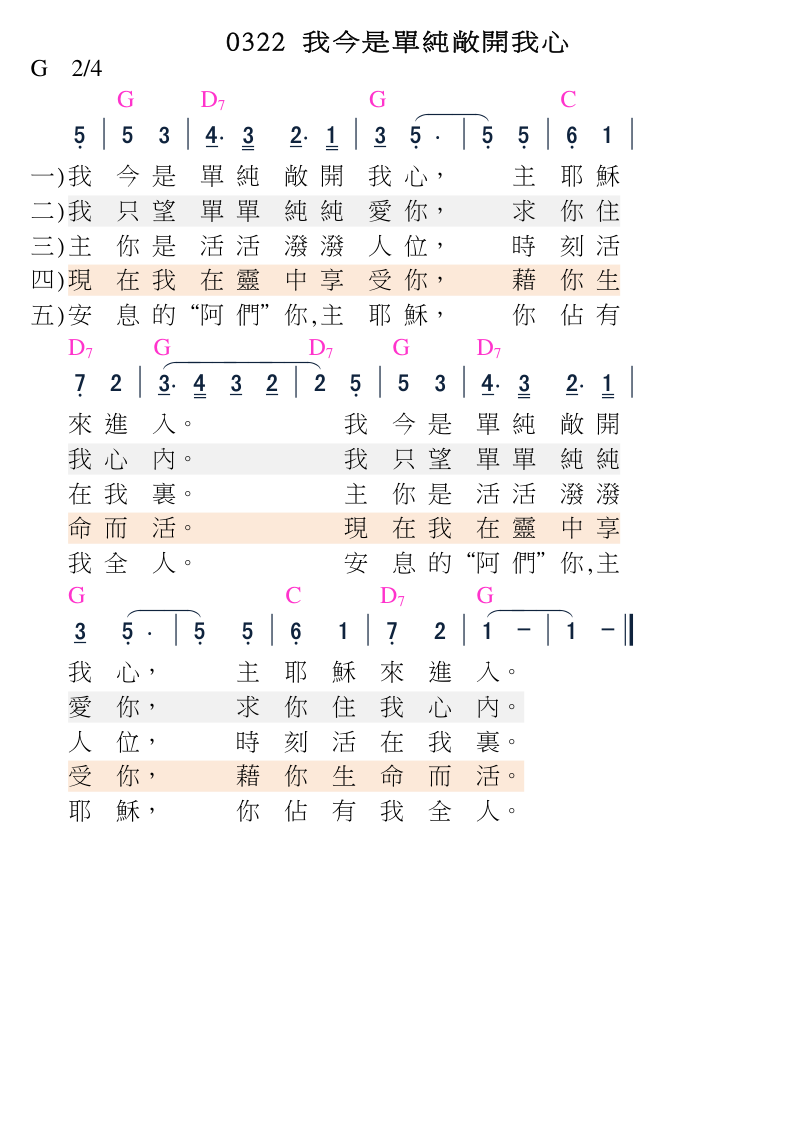 0322 我今是單純敞開我心
G 2/4
G D7 G C
5 | 5 3 | 4· 3 2· 1 | 3 5 · | 5 5 | 6 1 |
一)我 今 是 單 純 敞 開 我 心， 主 耶 穌
二)我 只 望 單 單 純 純 愛 你， 求 你 住
三)主 你 是 活 活 潑 潑 人 位， 時 刻 活
四)現 在 我 在 靈 中 享 受 你， 藉 你 生
五)安 息 的 “阿 們” 你,主 耶 穌， 你 佔 有
D7 G D7 G D7
7 2 | 3· 4 3 2 | 2 5 | 5 3 | 4· 3 2· 1 |
來 進 入。 我 今 是 單 純 敞 開
我 心 內。 我 只 望 單 單 純 純
在 我 裏。 主 你 是 活 活 潑 潑
命 而 活。 現 在 我 在 靈 中 享
我 全 人。 安 息 的 “阿 們” 你,主
G C D7 G
3 5 · | 5 5 | 6 1 | 7 2 | 1 － | 1 － ‖
我 心， 主 耶 穌 來 進 入。
愛 你， 求 你 住 我 心 內。
人 位， 時 刻 活 在 我 裏。
受 你， 藉 你 生 命 而 活。
耶 穌， 你 佔 有 我 全 人。